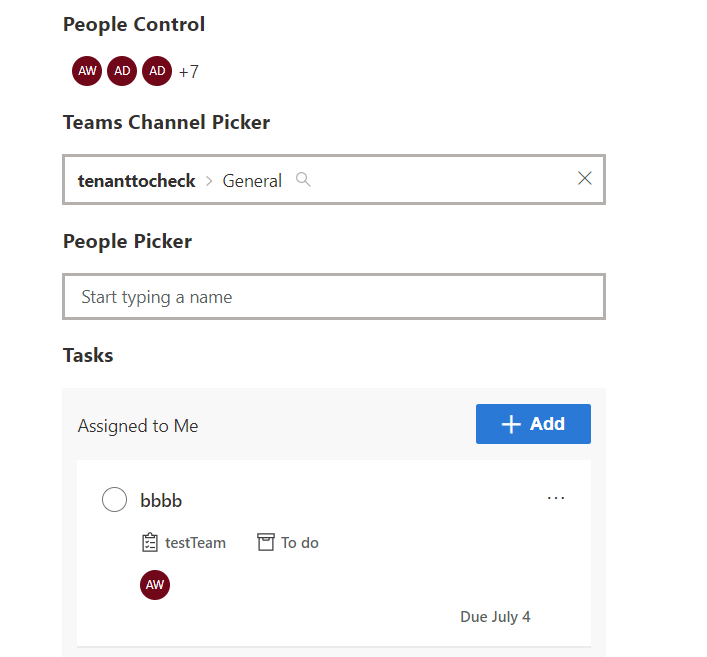 People Control
AW AD AD +7
Teams Channel Picker
tenanttocheck > General
People Picker
Start typing a name
Tasks
Assigned to Me + Add
bbbb ...
testTeam To do
AW
Due July 4